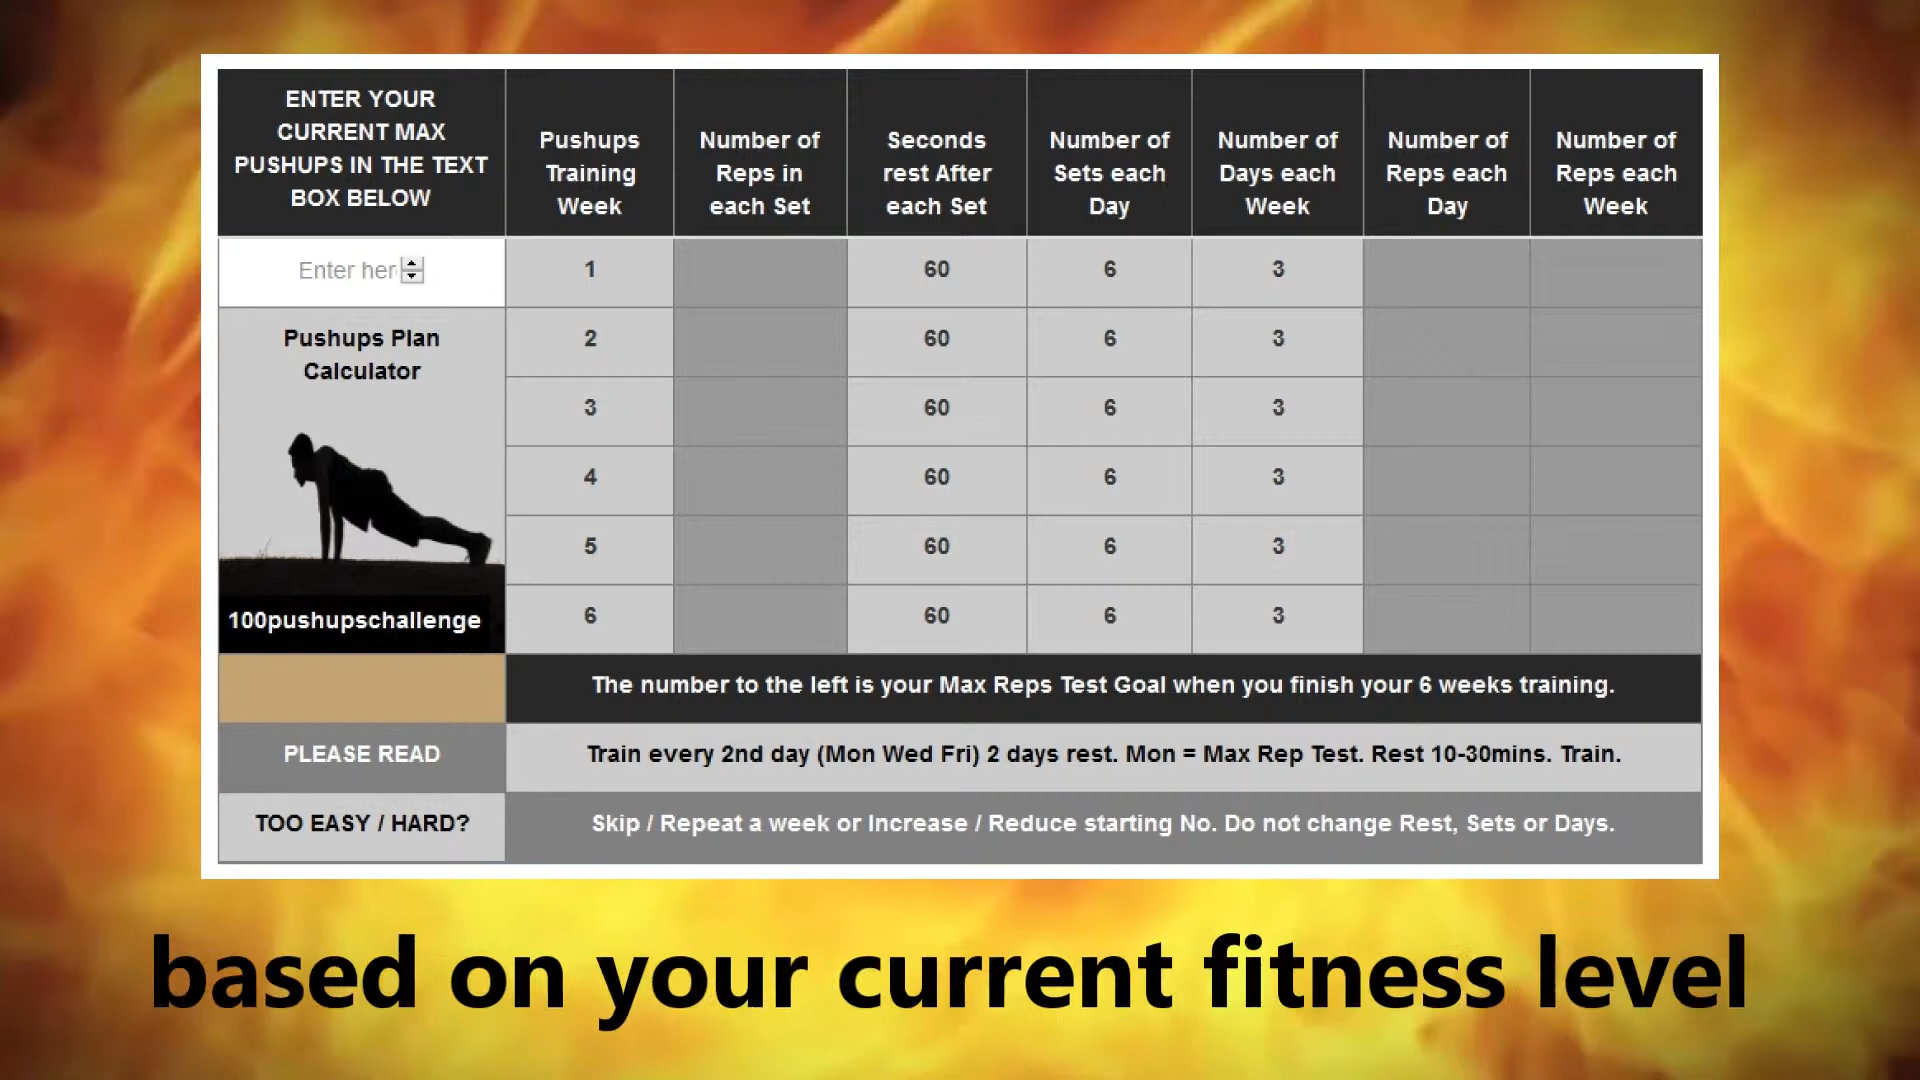 ENTER YOUR
CURRENT MAX
PUSHUPS IN THE TEXT
BOX BELOW
Pushups
Training
Week
Number of
Reps in
each Set
Seconds
rest After
each Set
Number of
Sets each
Day
Number of
Days each
Week
Number of
Reps each
Day
Number of
Reps each
Week
Enter her
1 60 6 3
Pushups Plan
Calculator
2 60 6 3
3 60 6 3
4 60 6 3
5 60 6 3
100pushupschallenge
6 60 6 3
The number to the left is your Max Reps Test Goal when you finish your 6 weeks training.
PLEASE READ
Train every 2nd day (Mon Wed Fri) 2 days rest. Mon = Max Rep Test. Rest 10-30mins. Train.
TOO EASY / HARD?
Skip / Repeat a week or Increase / Reduce starting No. Do not change Rest, Sets or Days.
based on your current fitness level